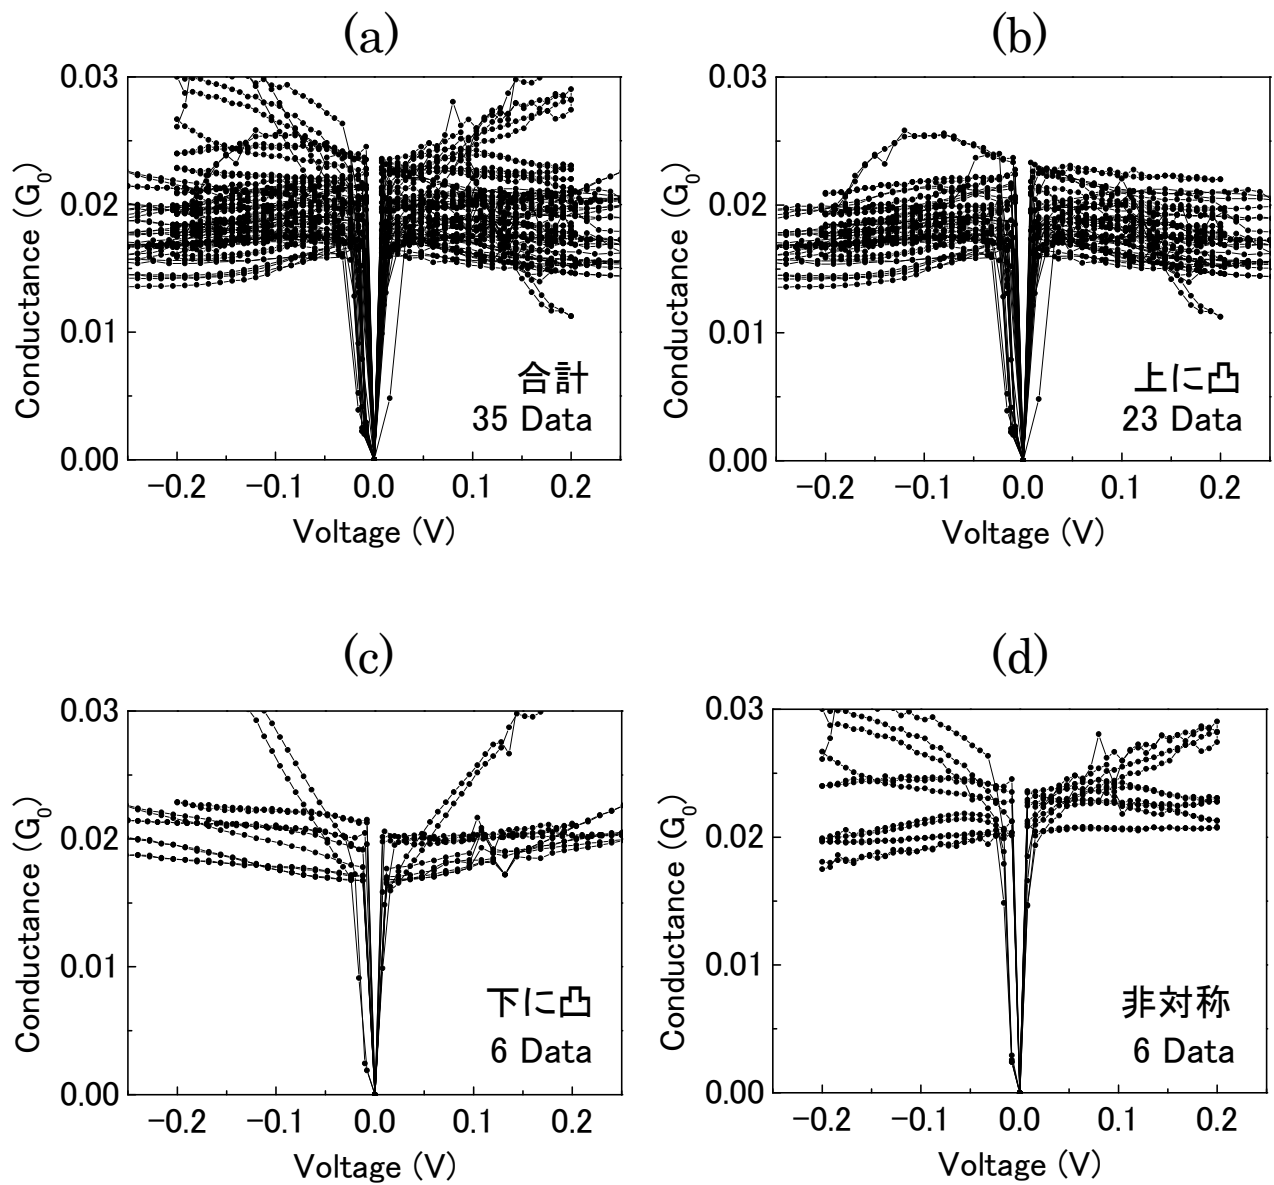 (a)
0.03
0.02
0.01
0.00
Conductance (G0)
合計
35 Data
−0.2 −0.1 0.0 0.1 0.2
Voltage (V)
(b)
0.03
0.02
0.01
0.00
Conductance (G0)
上に凸
23 Data
−0.2 −0.1 0.0 0.1 0.2
Voltage (V)
(c)
0.03
0.02
0.01
0.00
Conductance (G0)
下に凸
6 Data
−0.2 −0.1 0.0 0.1 0.2
Voltage (V)
(d)
0.03
0.02
0.01
0.00
Conductance (G0)
非対称
6 Data
−0.2 −0.1 0.0 0.1 0.2
Voltage (V)